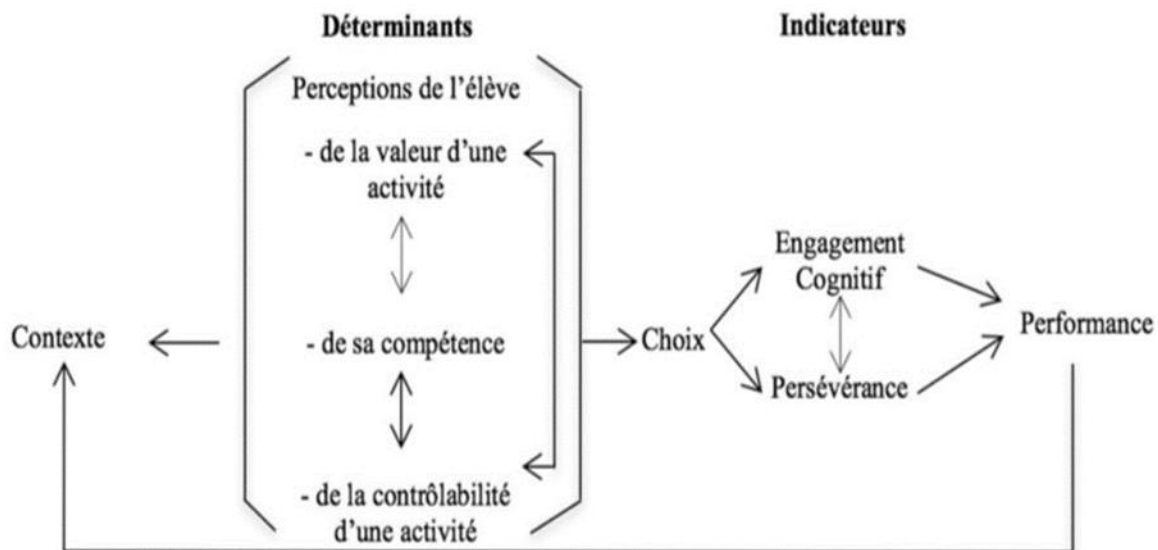 Déterminants
Indicateurs
Perceptions de l'élève
- de la valeur d'une
activité
- de sa compétence
- de la contrôlabilité
d'une activité
Contexte
Choix
Engagement
Cognitif
Persévérance
Performance